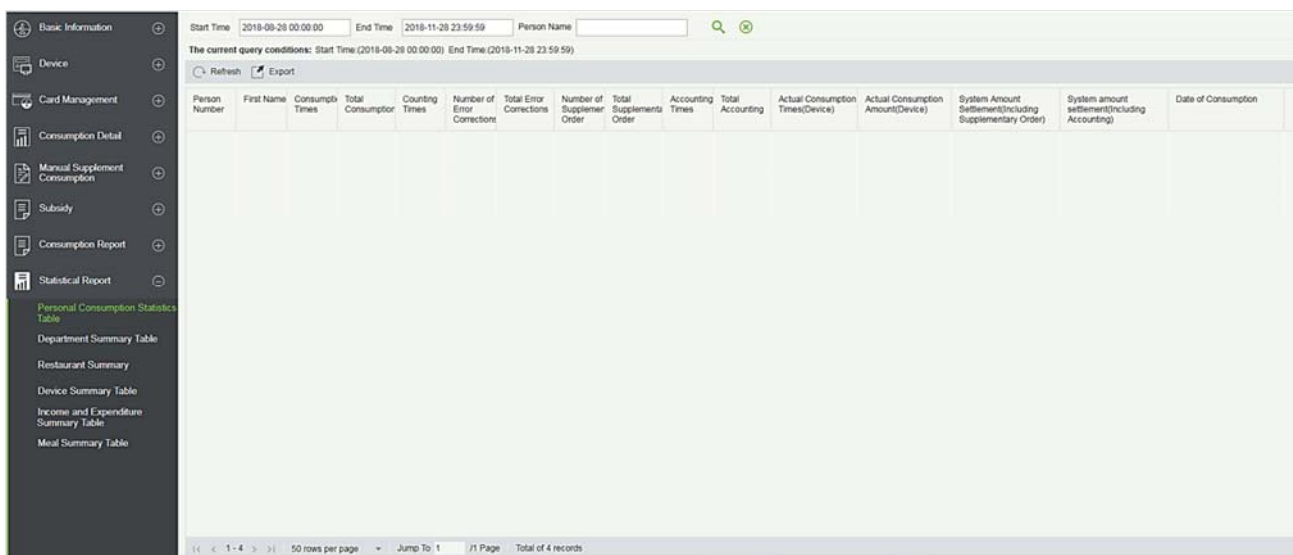 Basic Information
Device
Card Management
Consumption Detail
Manual Supplement
Consumption
Subsidy
Consumption Report
Statistical Report
Personal Consumption Statistics
Table
Department Summary Table
Restaurant Summary
Device Summary Table
Income and Expenditure
Summary Table
Meal Summary Table
Start Time 2018-08-28 00:00:00 End Time 2018-11-28 23:59:59 Person Name
The current query conditions: Start Time:(2018-08-28 00:00:00) End Time:(2018-11-28 23:59:59)
Refresh Export
Person First Name Consumpti Total Counting Number of Total Error Number of Total Accounting Total Actual Consumption Actual Consumption System Amount System amount Date of Consumption
Number Times Consumption Times Error Corrections Supplemen Supplementa Times Accounting Times(Device) Amount(Device) Settlement(Including settlement(Including
Corrections Order Order Supplementary Order) Accounting)
1 - 4 50 rows per page Jump To 1 /1 Page Total of 4 records